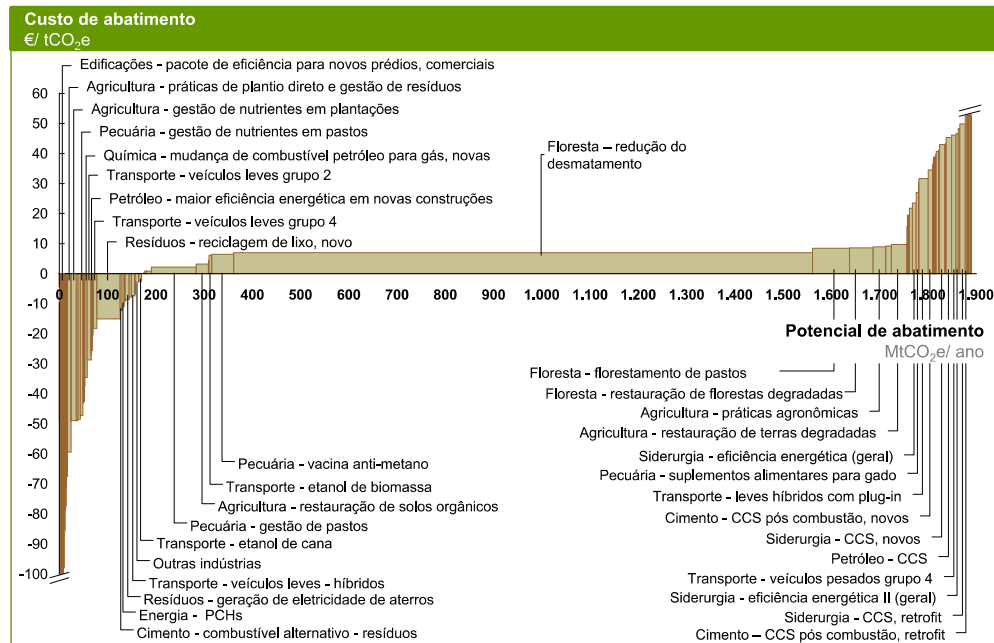 Custo de abatimento
€/ tCO₂e
Edificações - pacote de eficiência para novos prédios, comerciais
Agricultura - práticas de plantio direto e gestão de resíduos
Agricultura - gestão de nutrientes em plantações
Pecuária - gestão de nutrientes em pastos
Química - mudança de combustível petróleo para gás, novas
Transporte - veículos leves grupo 2
Petróleo - maior eficiência energética em novas construções
Transporte - veículos leves grupo 4
Resíduos - reciclagem de lixo, novo
Floresta – redução do
desmatamento
60
50
40
30
20
10
0
-10
-20
-30
-40
-50
-60
-70
-80
-90
-100
0 100 200 300 400 500 600 700 800 900 1.000 1.100 1.200 1.300 1.400 1.500 1.600 1.700 1.800 1.900
Potencial de abatimento
MtCO₂e/ ano
Floresta - florestamento de pastos
Floresta - restauração de florestas degradadas
Agricultura - práticas agronômicas
Agricultura - restauração de terras degradadas
Siderurgia - eficiência energética (geral)
Pecuária - suplementos alimentares para gado
Transporte - leves híbridos com plug-in
Cimento - CCS pós combustão, novos
Siderurgia - CCS, novos
Petróleo - CCS
Transporte - veículos pesados grupo 4
Siderurgia - eficiência energética II (geral)
Siderurgia - CCS, retrofit
Cimento – CCS pós combustão, retrofit
Pecuária - vacina anti-metano
Transporte - etanol de biomassa
Agricultura - restauração de solos orgânicos
Pecuária - gestão de pastos
Transporte - etanol de cana
Outras indústrias
Transporte - veículos leves - híbridos
Resíduos - geração de eletricidade de aterros
Energia - PCHs
Cimento - combustível alternativo - resíduos